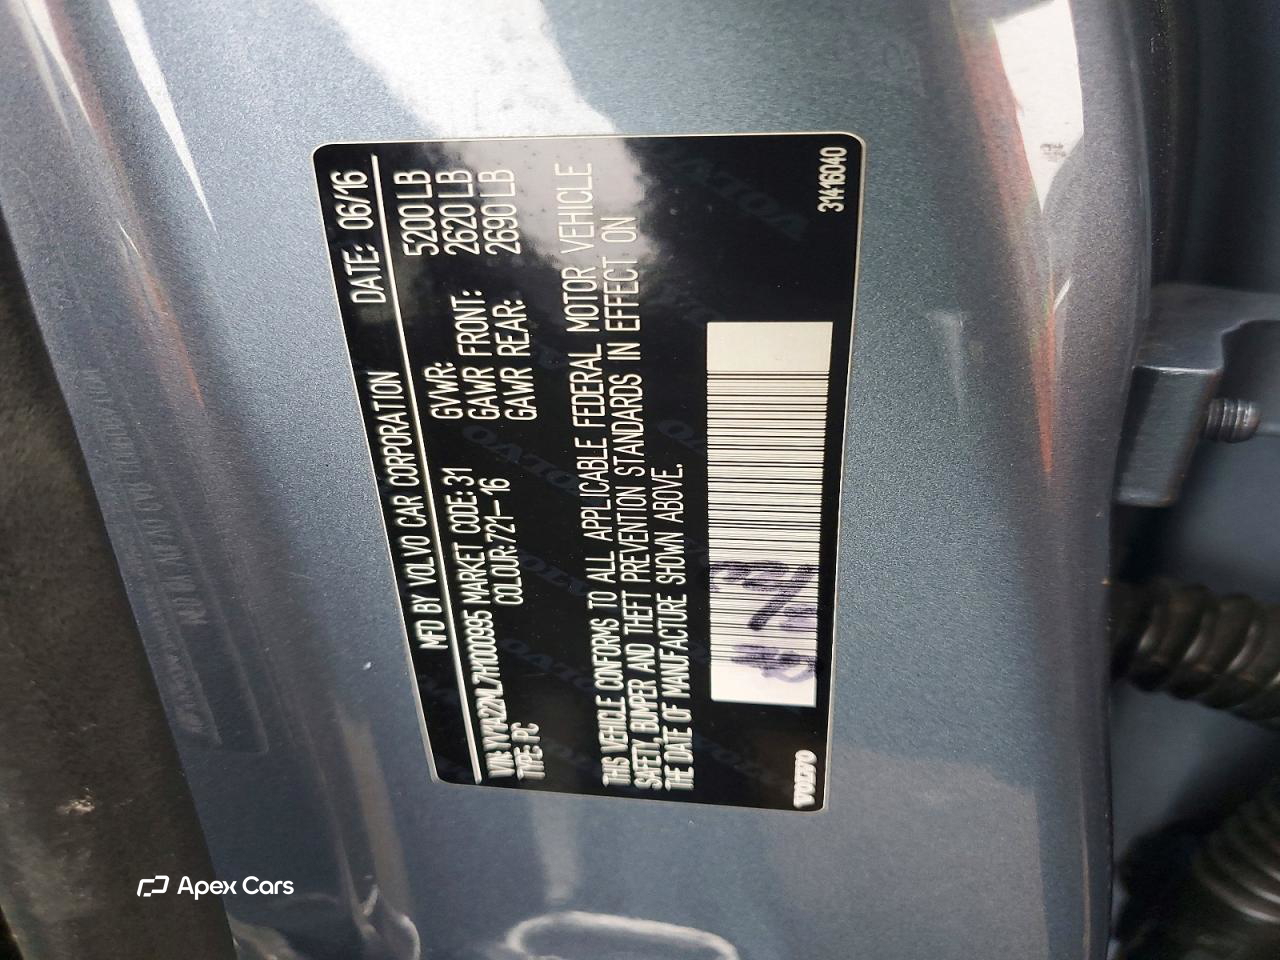 MFD BY VOLVO CAR CORPORATION DATE: 06/16
VIN: YV1A22ML7H1000995 MARKET CODE: 31 GVWR: 5200 LB
TYPE: PC COLOUR: 721-16 GAWR FRONT: 2620 LB
GAWR REAR: 2690 LB
THIS VEHICLE CONFORMS TO ALL APPLICABLE FEDERAL MOTOR VEHICLE
SAFETY, BUMPER AND THEFT PREVENTION STANDARDS IN EFFECT ON
THE DATE OF MANUFACTURE SHOWN ABOVE.
VOLVO 31416040
Apex Cars